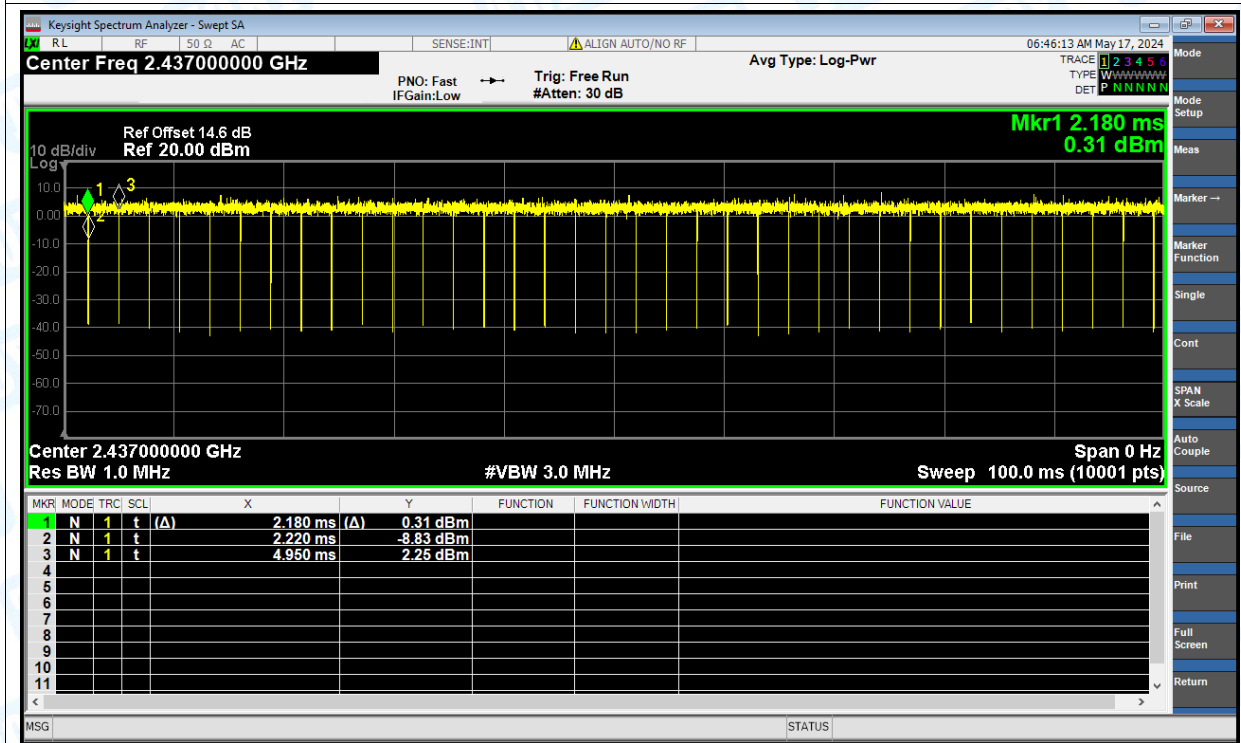 Keysight Spectrum Analyzer - Swept SA
LXI RL RF 50 Ω AC SENSE:INT ALIGN AUTO/NO RF 06:46:13 AM May 17, 2024
Center Freq 2.437000000 GHz
PNO: Fast
IFGain:Low
Trig: Free Run
#Atten: 30 dB
Avg Type: Log-Pwr
TRACE 1 2 3 4 5 6
TYPE WWWWWW
DET P N N N N N
Mkr1 2.180 ms
0.31 dBm
Ref Offset 14.6 dB
10 dB/div Ref 20.00 dBm
Log
10.0
0.00
-10.0
-20.0
-30.0
-40.0
-50.0
-60.0
-70.0
1
2
3
Center 2.437000000 GHz Span 0 Hz
Res BW 1.0 MHz #VBW 3.0 MHz Sweep 100.0 ms (10001 pts)
MKR MODE TRC SCL X Y FUNCTION FUNCTION WIDTH FUNCTION VALUE
1 N 1 t (Δ) 2.180 ms (Δ) 0.31 dBm
2 N 1 t 2.220 ms -8.83 dBm
3 N 1 t 4.950 ms 2.25 dBm
4
5
6
7
8
9
10
11
MSG STATUS
Mode
Mode
Setup
Meas
Marker →
Marker
Function
Single
Cont
SPAN
X Scale
Auto
Couple
Source
File
Print
Full
Screen
Return